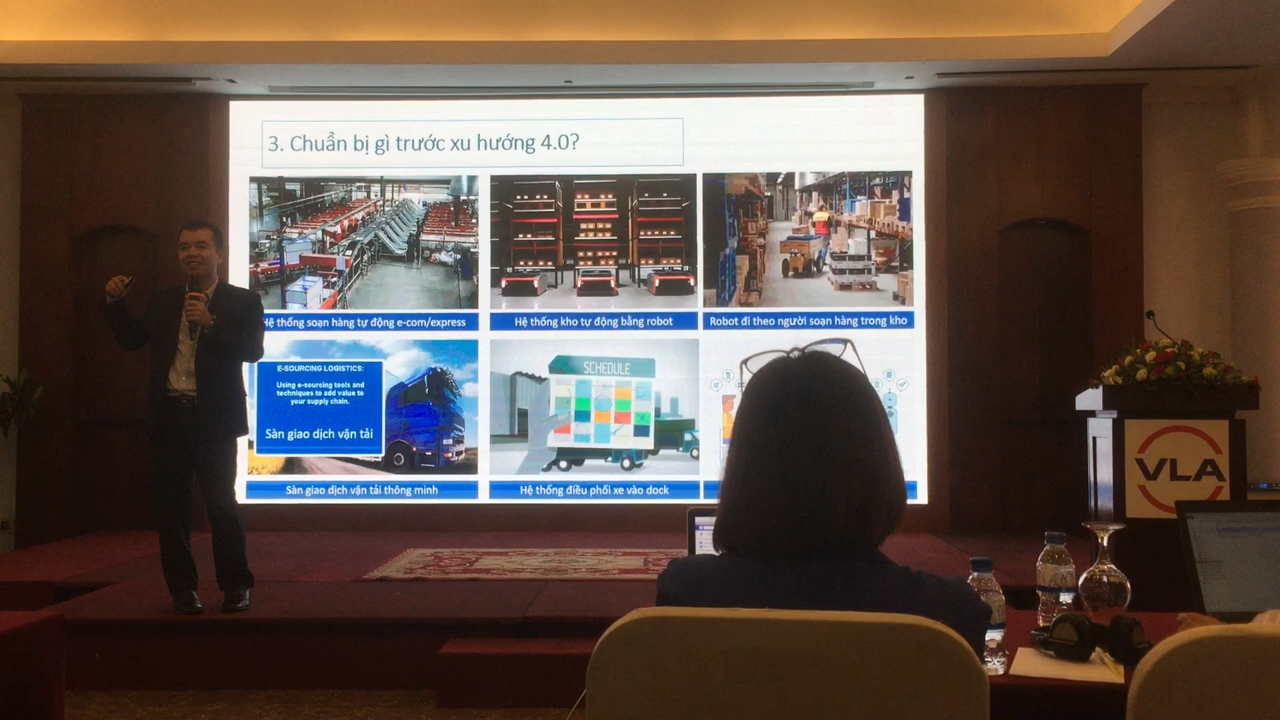 3. Chuẩn bị gì trước xu hướng 4.0?
Hệ thống soạn hàng tự động e-com/express
Hệ thống kho tự động bằng robot
Robot đi theo người soạn hàng trong kho
E-SOURCING LOGISTICS:
Using e-sourcing tools and
techniques to add value to
your supply chain.
Sàn giao dịch vận tải
SCHEDULE
Sàn giao dịch vận tải thông minh
Hệ thống điều phối xe vào dock
VLA